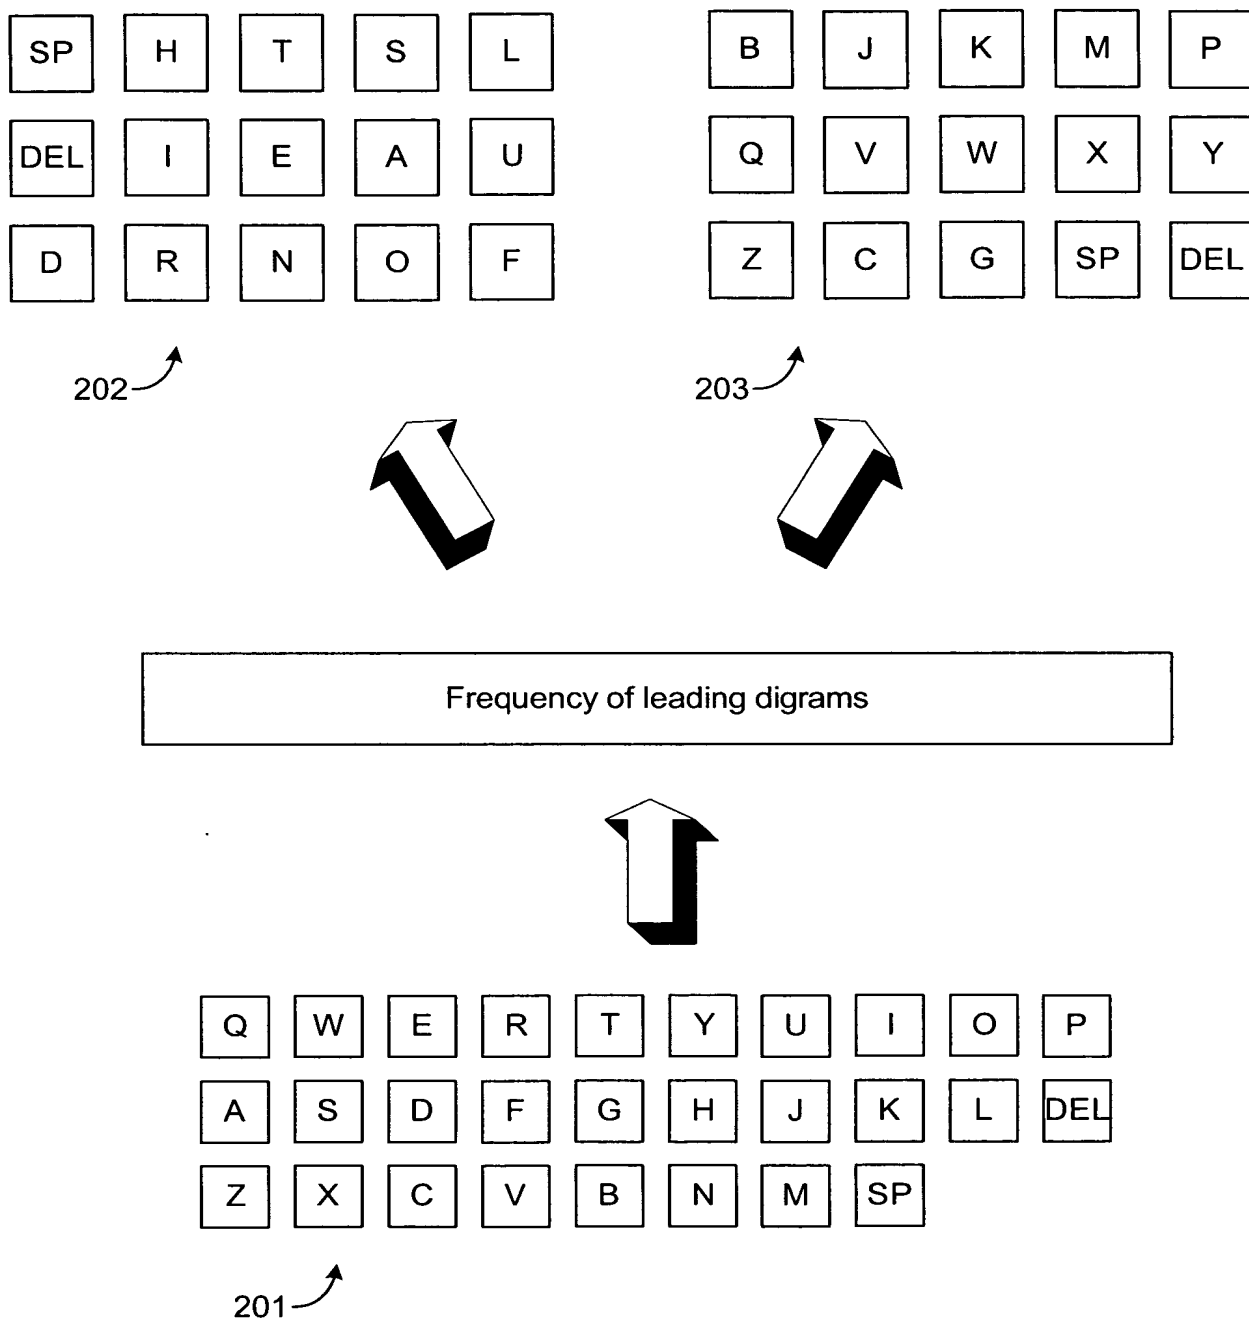 SP H T S L
DEL I E A U
D R N O F
202
B J K M P
Q V W X Y
Z C G SP DEL
203
Frequency of leading digrams
Q W E R T Y U I O P
A S D F G H J K L DEL
Z X C V B N M SP
201